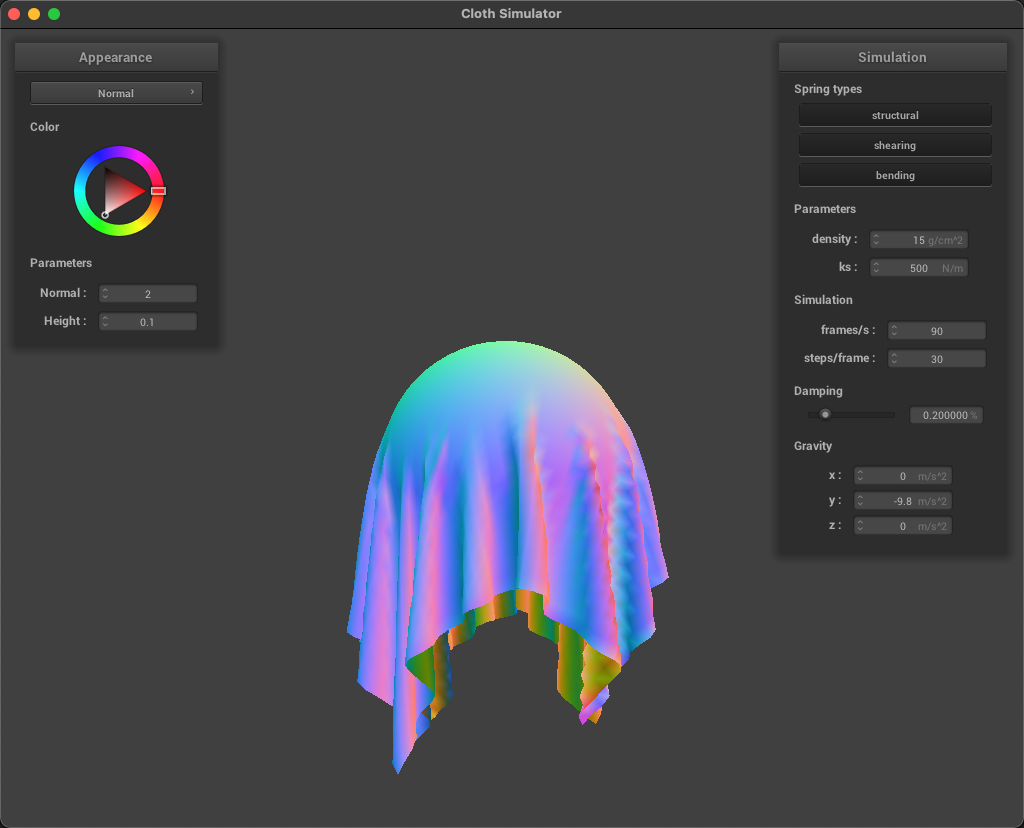 Cloth Simulator
Appearance
Normal
Color
Parameters
Normal : 2
Height : 0.1
Simulation
Spring types
structural
shearing
bending
Parameters
density : 15 g/cm^2
ks : 500 N/m
Simulation
frames/s : 90
steps/frame : 30
Damping
0.200000 %
Gravity
x : 0 m/s^2
y : -9.8 m/s^2
z : 0 m/s^2